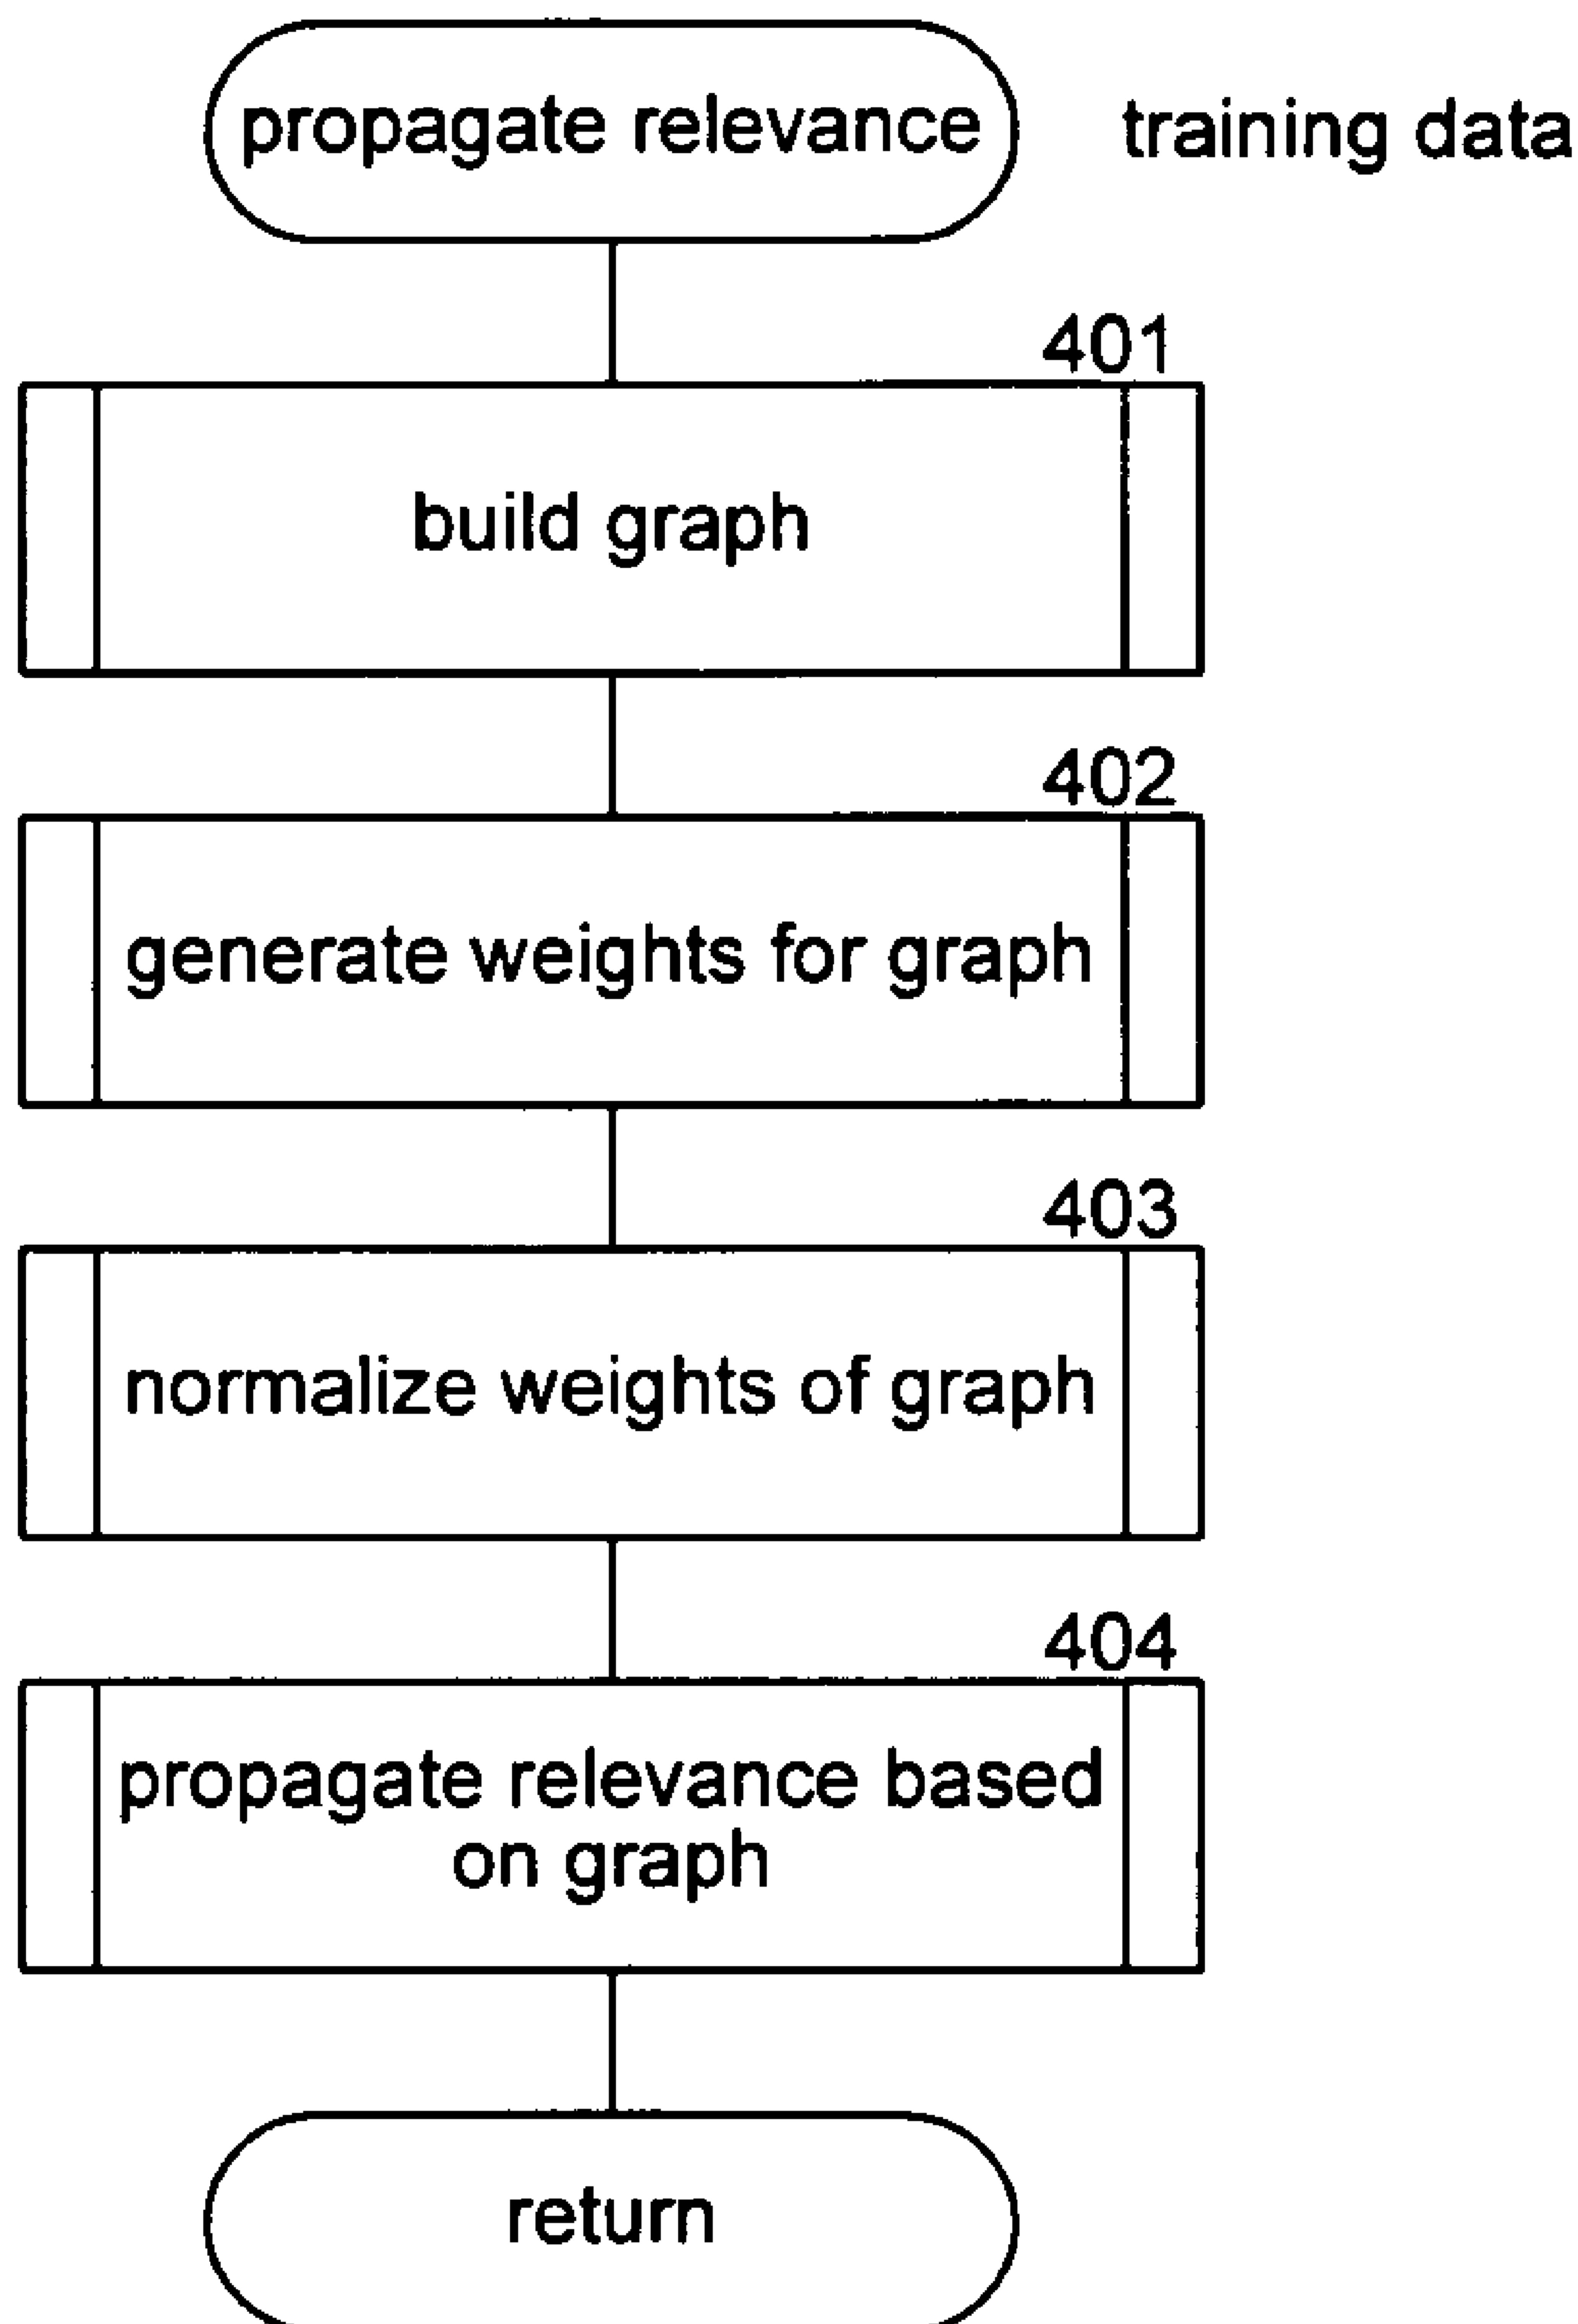 propagate relevance
training data
401
build graph
402
generate weights for graph
403
normalize weights of graph
404
propagate relevance based
on graph
return